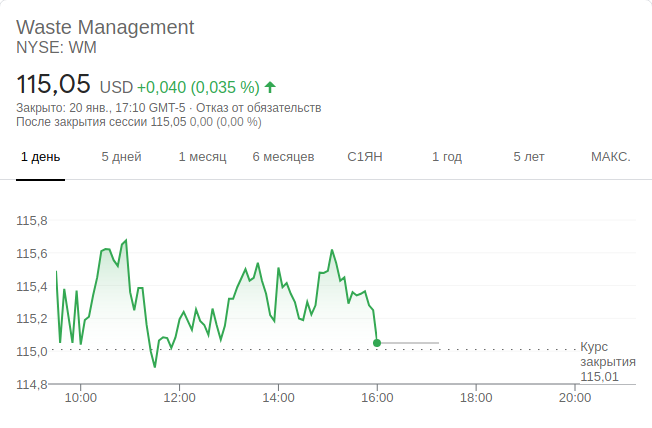 Waste Management
NYSE: WM
115,05 USD +0,040 (0,035 %)
Закрыто: 20 янв., 17:10 GMT-5 · Отказ от обязательств
После закрытия сессии 115,05 0,00 (0,00 %)
1 день 5 дней 1 месяц 6 месяцев С1ЯН 1 год 5 лет МАКС.
115,8
115,6
115,4
115,2
115,0
Курс
закрытия
115,01
114,8
10:00 12:00 14:00 16:00 18:00 20:00